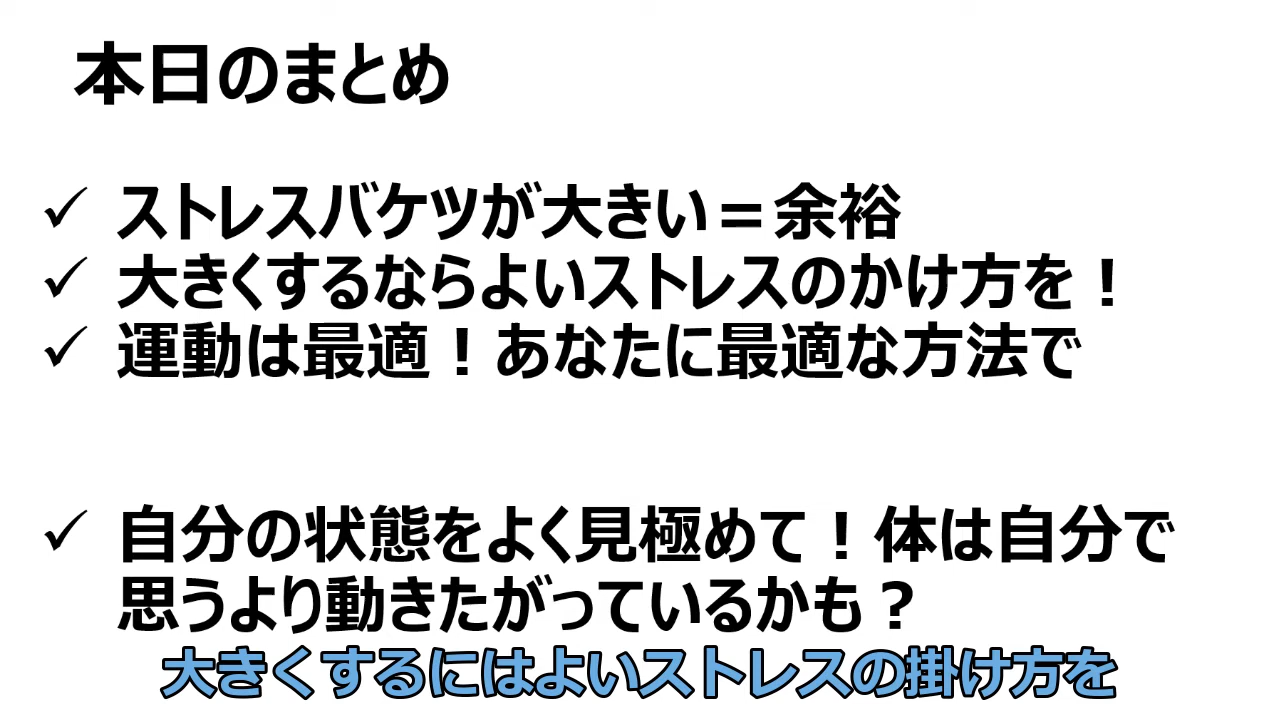 本日のまとめ
✓ ストレスバケツが大きい＝余裕
✓ 大きくするならよいストレスのかけ方を！
✓ 運動は最適！あなたに最適な方法で
✓ 自分の状態をよく見極めて！体は自分で
思うより動きたがっているかも？
大きくするにはよいストレスの掛け方を